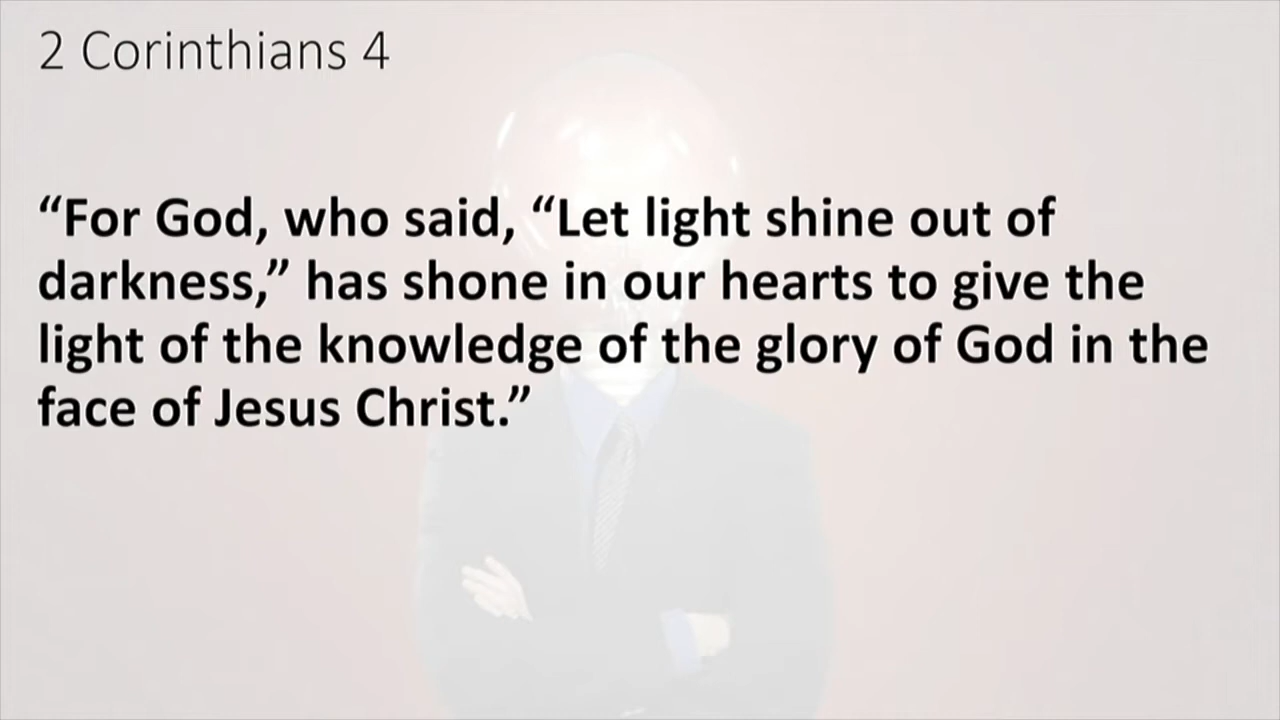 2 Corinthians 4
“For God, who said, “Let light shine out of
darkness,” has shone in our hearts to give the
light of the knowledge of the glory of God in the
face of Jesus Christ.”